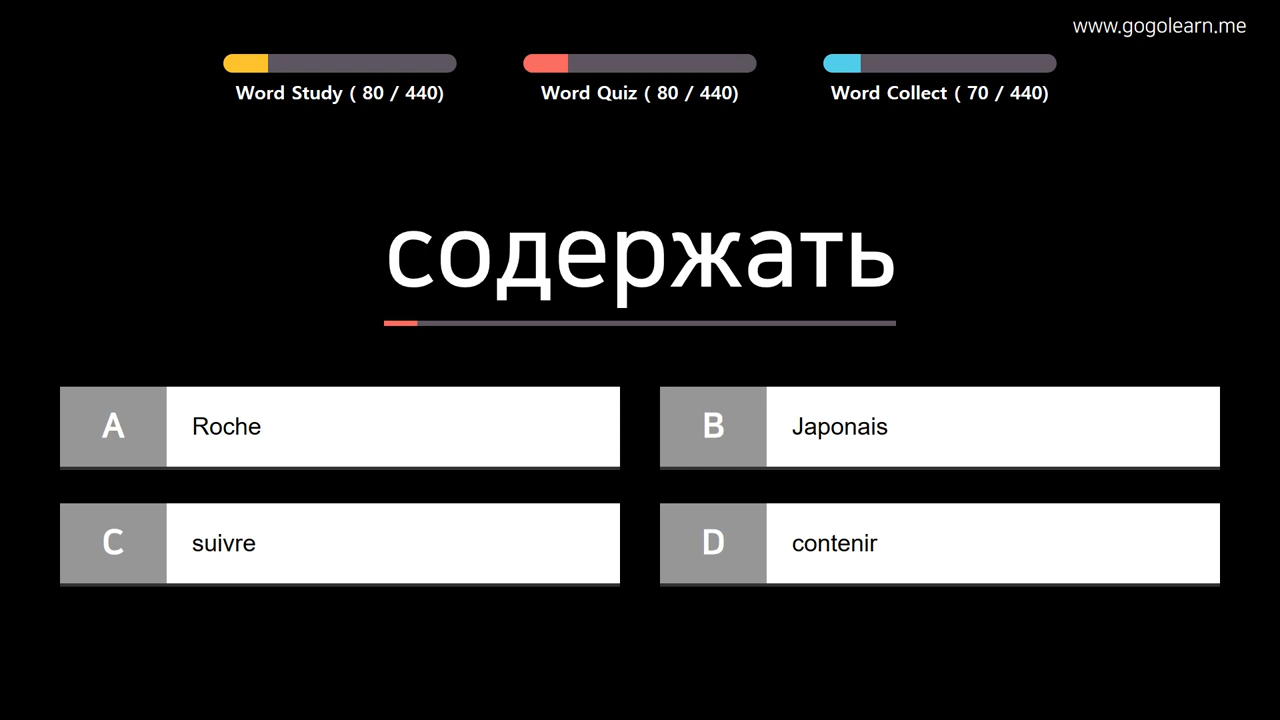 www.gogolearn.me
Word Study ( 80 / 440)
Word Quiz ( 80 / 440)
Word Collect ( 70 / 440)
содержать
A Roche
B Japonais
C suivre
D contenir